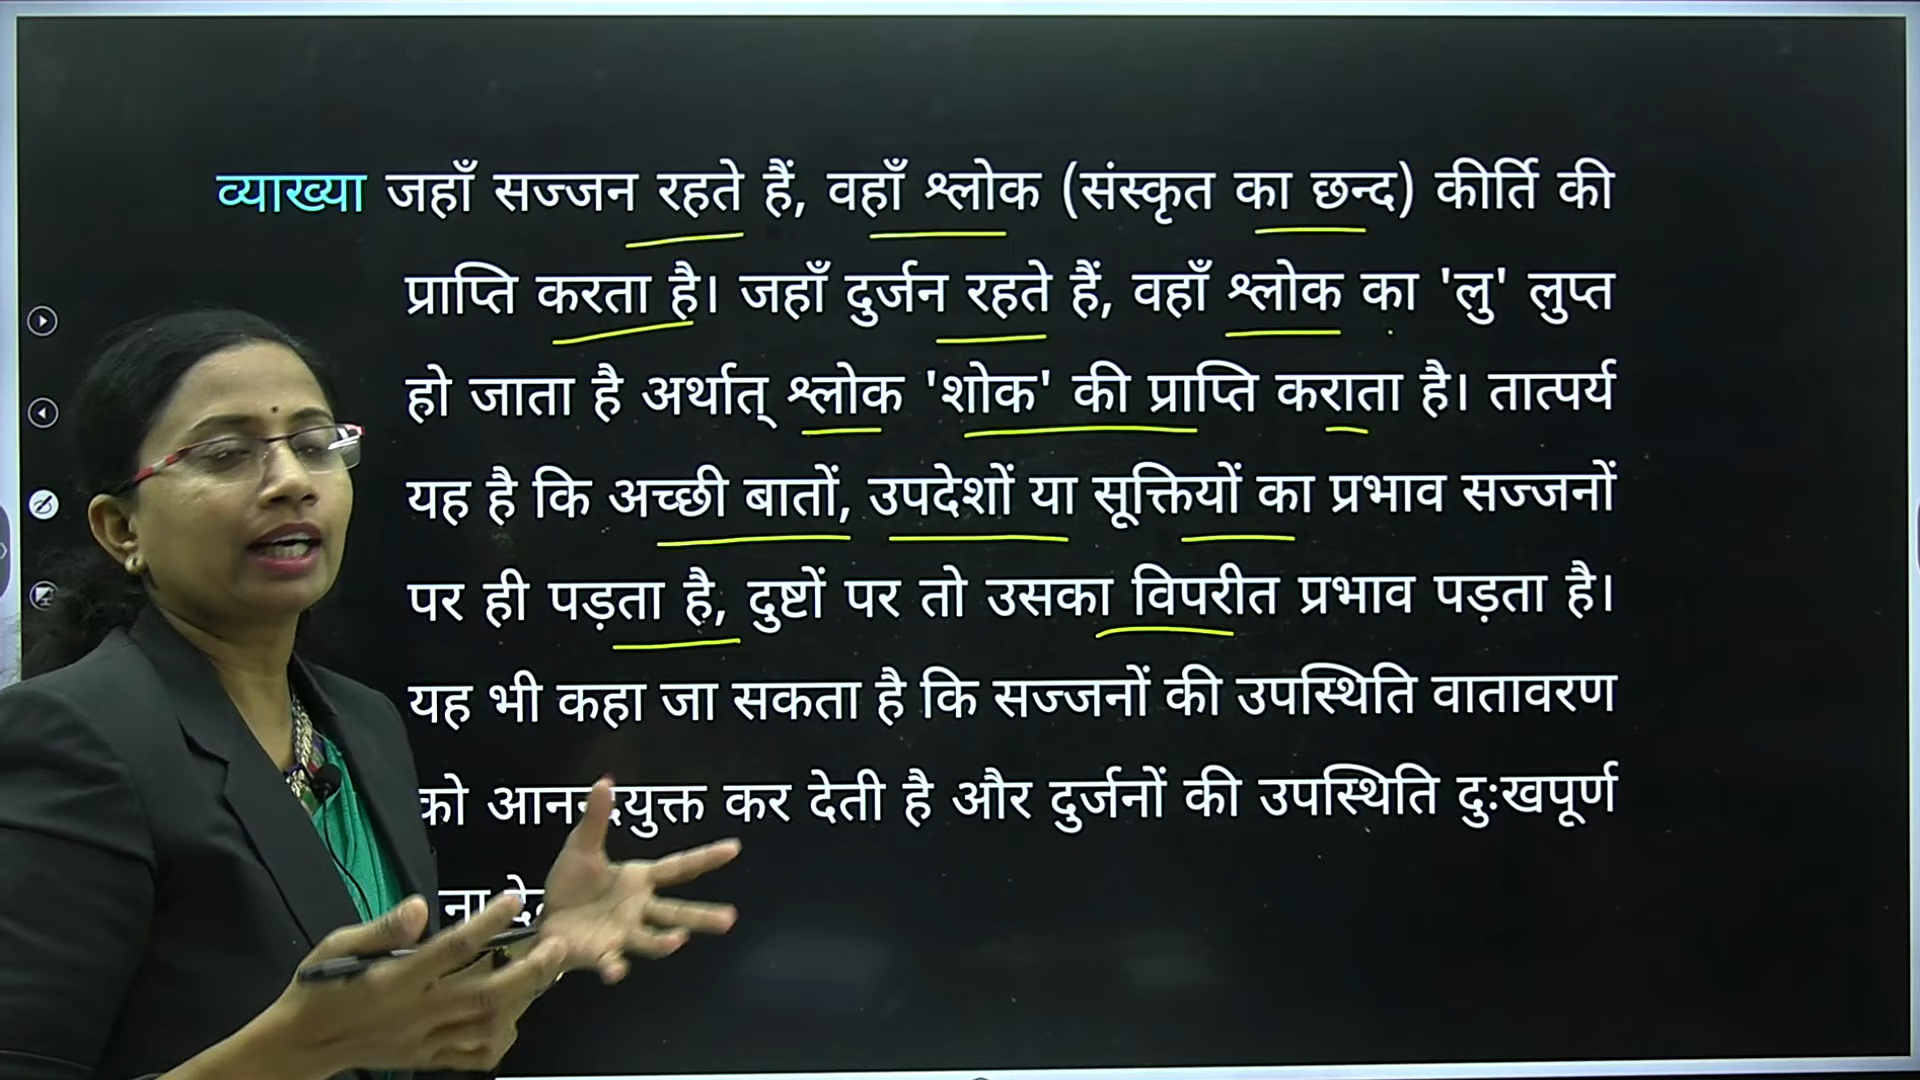 व्याख्या जहाँ सज्जन रहते हैं, वहाँ श्लोक (संस्कृत का छन्द) कीर्ति की
प्राप्ति करता है। जहाँ दुर्जन रहते हैं, वहाँ श्लोक का 'लु' लुप्त
हो जाता है अर्थात् श्लोक 'शोक' की प्राप्ति कराता है। तात्पर्य
यह है कि अच्छी बातों, उपदेशों या सूक्तियों का प्रभाव सज्जनों
पर ही पड़ता है, दुष्टों पर तो उसका विपरीत प्रभाव पड़ता है।
यह भी कहा जा सकता है कि सज्जनों की उपस्थिति वातावरण
को कर देती है और दुर्जनों की उपस्थिति दुःखपूर्ण